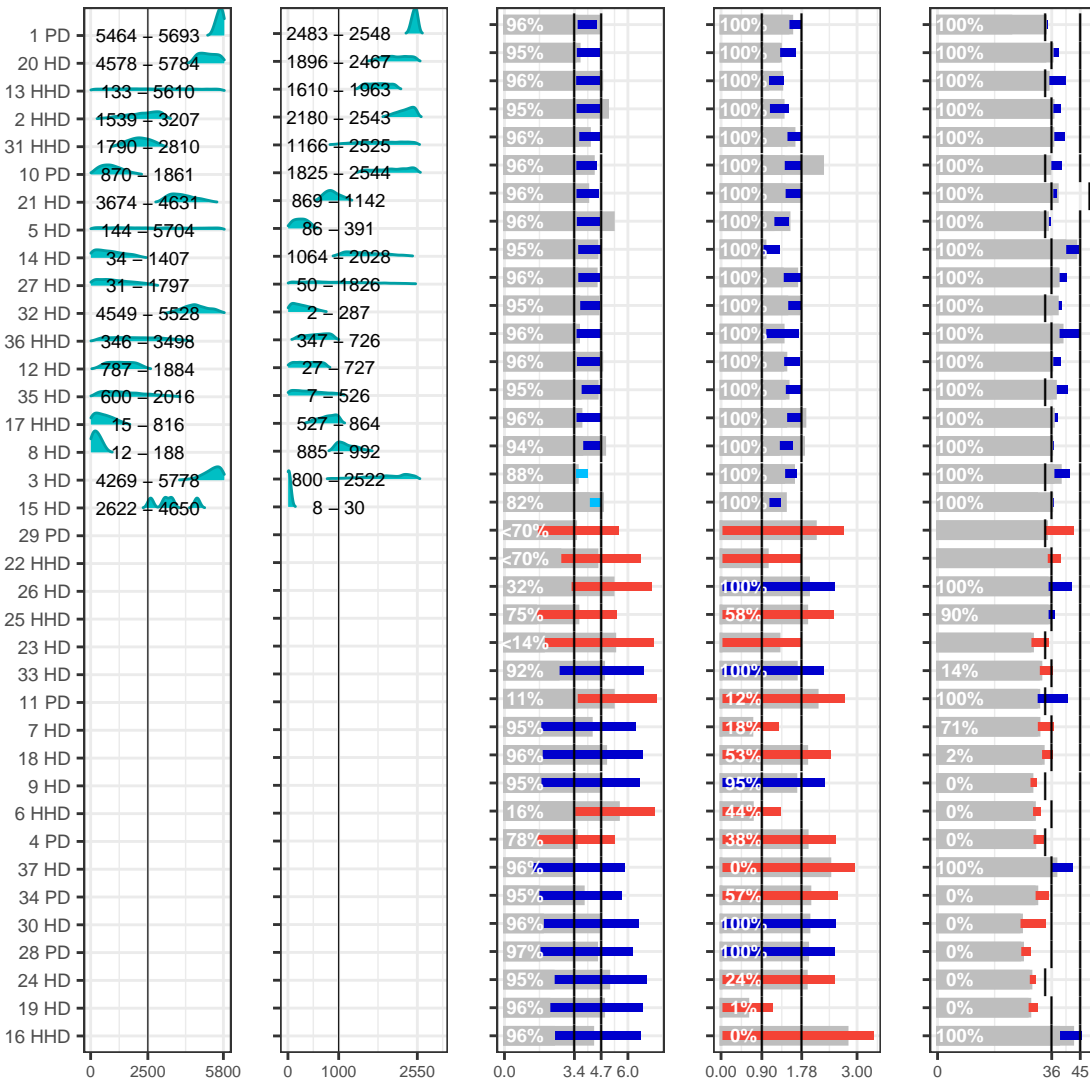 1 PD 5464 – 5693 2483 – 2548 96% 100% 100%
20 HD 4578 – 5784 1896 – 2467 95% 100% 100%
13 HHD 133 – 5610 1610 – 1963 96% 100% 100%
2 HHD 1539 – 3207 2180 – 2543 95% 100% 100%
31 HHD 1790 – 2810 1166 – 2525 96% 100% 100%
10 PD 870 – 1861 1825 – 2544 96% 100% 100%
21 HD 3674 – 4631 869 – 1142 96% 100% 100%
5 HD 144 – 5704 86 – 391 96% 100% 100%
14 HD 34 – 1407 1064 – 2028 95% 100% 100%
27 HD 31 – 1797 50 – 1826 96% 100% 100%
32 HD 4549 – 5528 2 – 287 95% 100% 100%
36 HHD 346 – 3498 347 – 726 96% 100% 100%
12 HD 787 – 1884 27 – 727 96% 100% 100%
35 HD 600 – 2016 7 – 526 95% 100% 100%
17 HHD 15 – 816 527 – 864 96% 100% 100%
8 HD 12 – 188 885 – 992 94% 100% 100%
3 HD 4269 – 5778 800 – 2522 88% 100% 100%
15 HD 2622 – 4650 8 – 30 82% 100% 100%
29 PD <70%
22 HHD <70%
26 HD 32% 100% 100%
25 HHD 75% 58% 90%
23 HD <14%
33 HD 92% 100% 14%
11 PD 11% 12% 100%
7 HD 95% 18% 71%
18 HD 96% 53% 2%
9 HD 95% 95% 0%
6 HHD 16% 44% 0%
4 PD 78% 38% 0%
37 HD 96% 0% 100%
34 PD 95% 57% 0%
30 HD 96% 100% 0%
28 PD 97% 100% 0%
24 HD 95% 24% 0%
19 HD 96% 1% 0%
16 HHD 96% 0% 100%
0 2500 5800 0 1000 2550 0.0 3.4 4.7 6.0 0.00 0.90 1.78 3.00 0 36 45